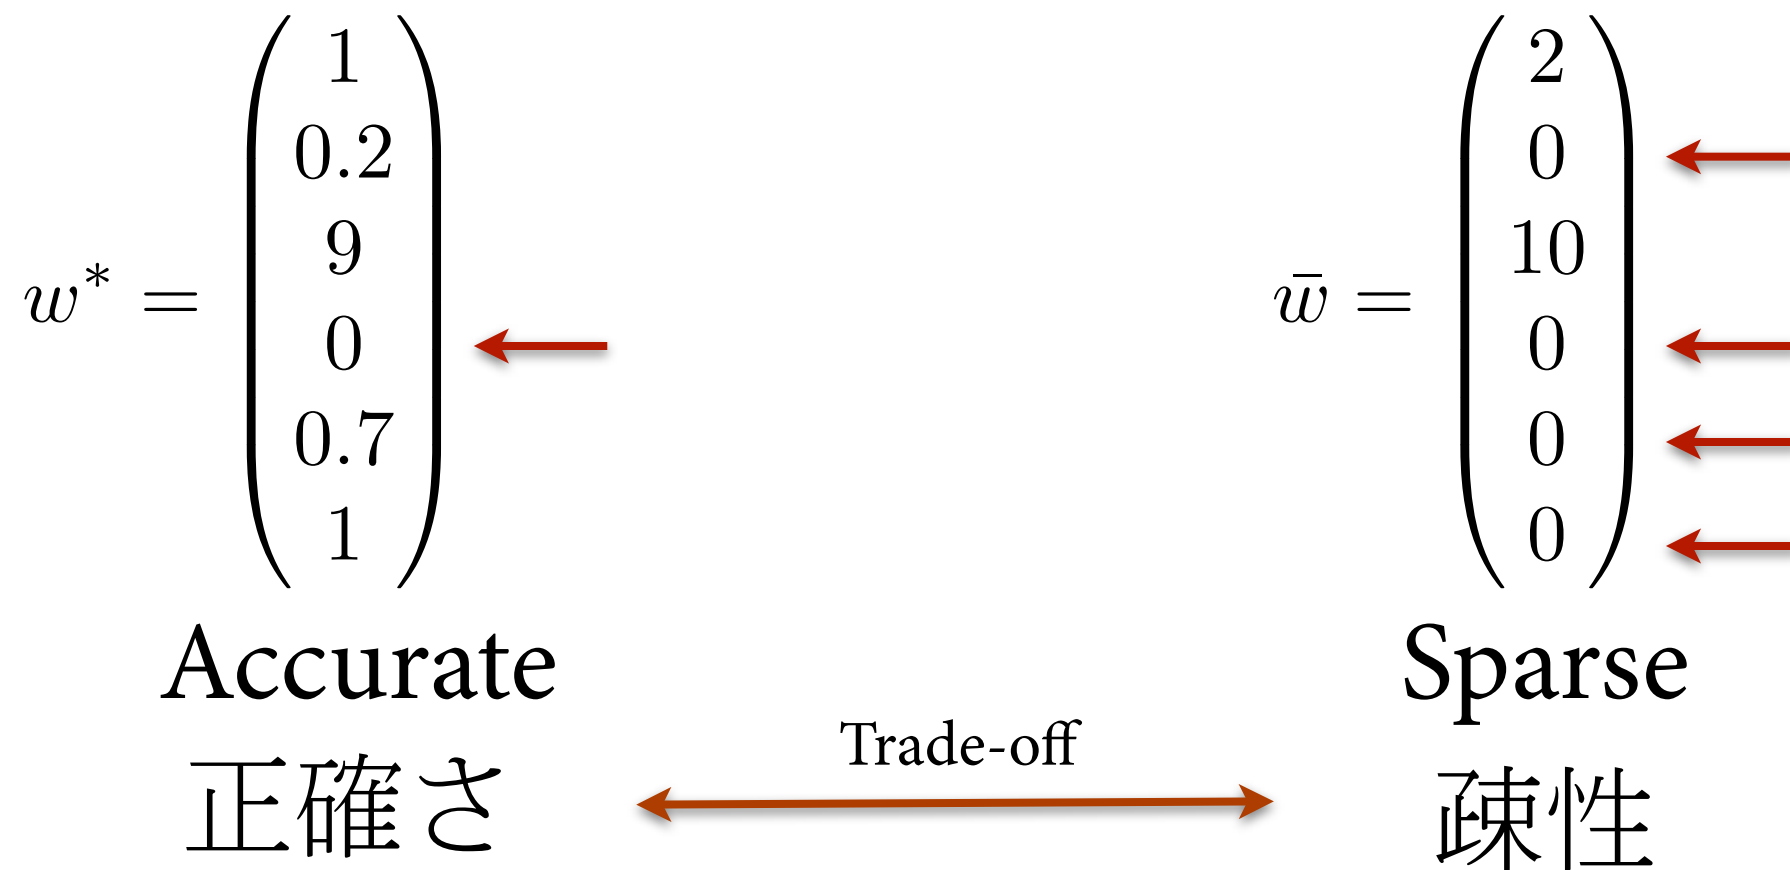 w* = ( 1 0.2 9 0 0.7 1 )
w̄ = ( 2 0 10 0 0 0 )
Accurate
Sparse
Trade-off
正確さ
疎性